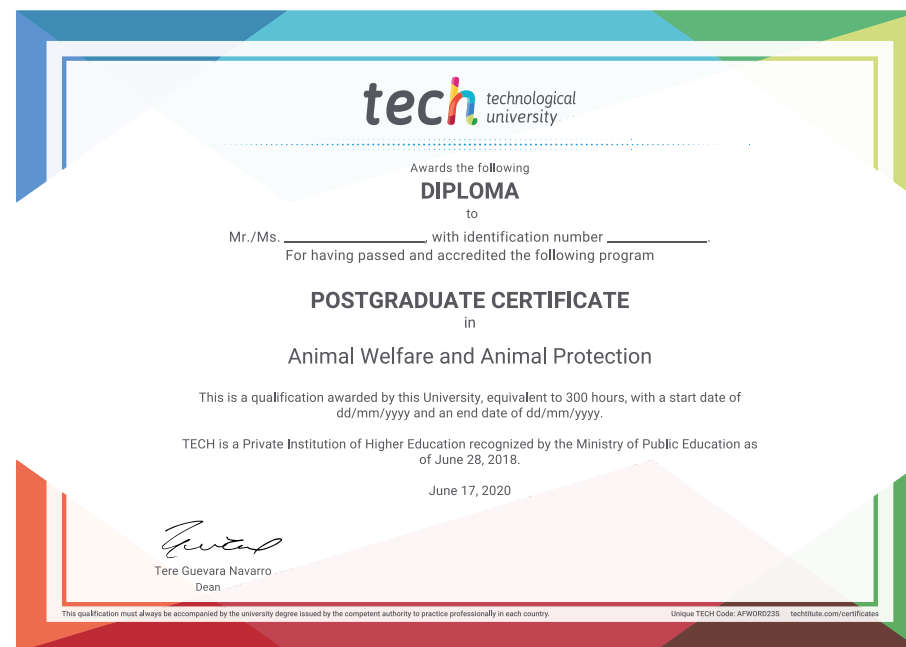 tech technological
university
Awards the following
DIPLOMA
to
Mr./Ms. ____________________, with identification number ______________.
For having passed and accredited the following program
POSTGRADUATE CERTIFICATE
in
Animal Welfare and Animal Protection
This is a qualification awarded by this University, equivalent to 300 hours, with a start date of
dd/mm/yyyy and an end date of dd/mm/yyyy.
TECH is a Private Institution of Higher Education recognized by the Ministry of Public Education as
of June 28, 2018.
June 17, 2020
Tere Guevara Navarro
Dean
This qualification must always be accompanied by the university degree issued by the competent authority to practice professionally in each country. Unique TECH Code: AFWORD23S techtitute.com/certificates